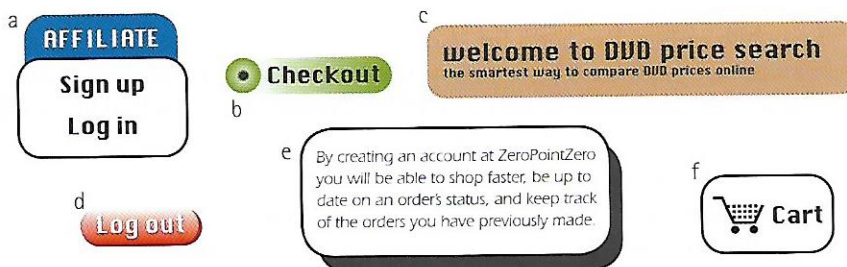 a
AFFILIATE
Sign up
Log in
b
Checkout
c
welcome to DVD price search
the smartest way to compare DVD prices online
d
Log out
e
By creating an account at ZeroPointZero
you will be able to shop faster, be up to
date on an order's status, and keep track
of the orders you have previously made.
f
Cart